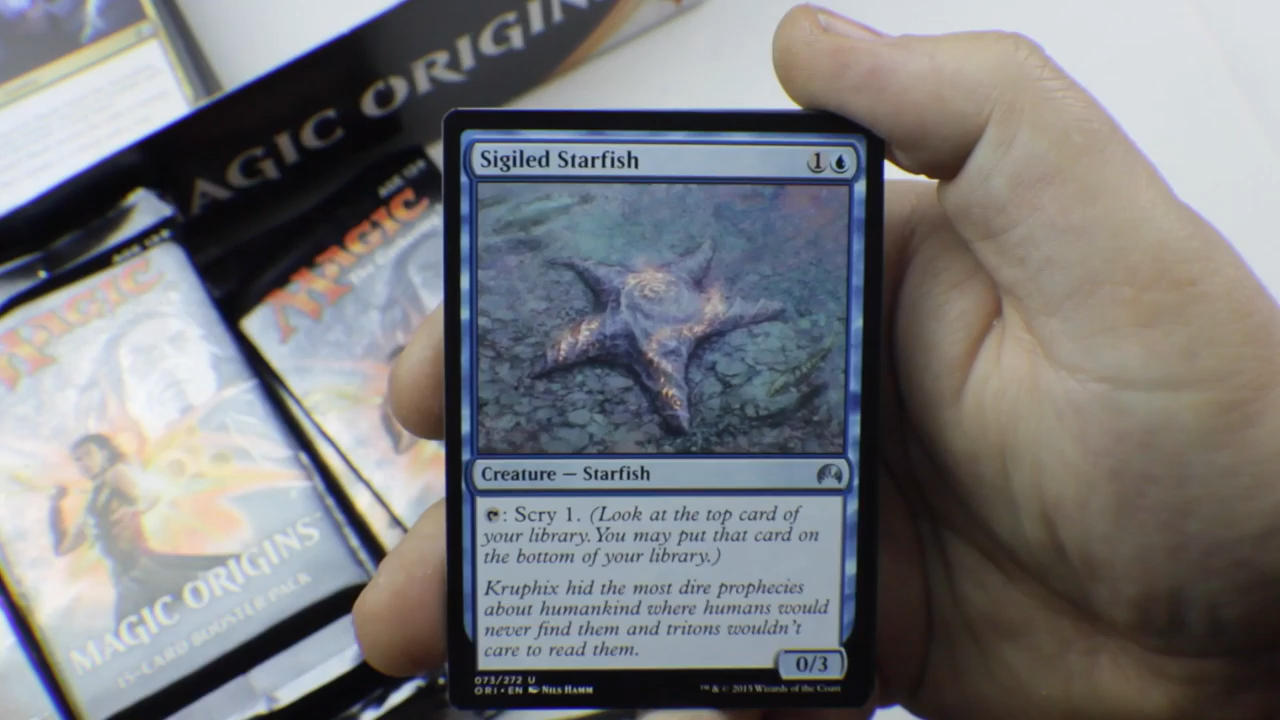 AGIC ORIGIN
Sigiled Starfish 1
Creature — Starfish
: Scry 1. (Look at the top card of
your library. You may put that card on
the bottom of your library.)
Kruphix hid the most dire prophecies
about humankind where humans would
never find them and tritons wouldn't
care to read them.
0/3
073/272 U
ORI • EN Nils Hamm
™ & © 2015 Wizards of the Coast
MAGIC
MAGIC
MAGIC ORIGINS
15-CARD BOOSTER PACK